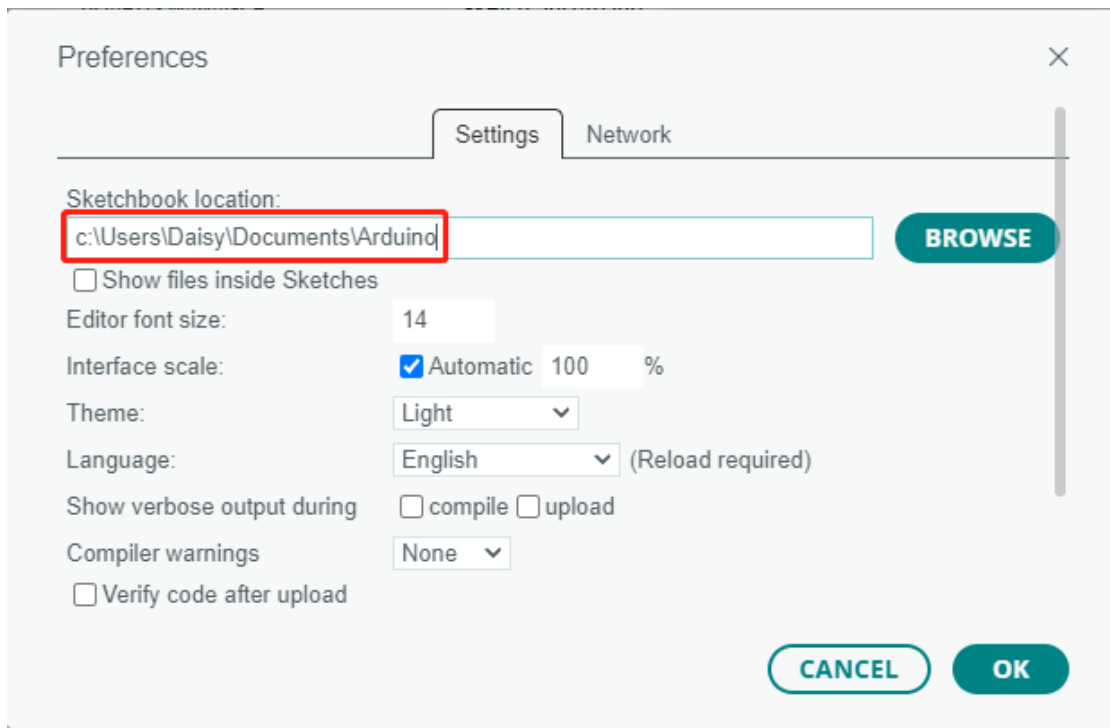 Preferences
Settings Network
Sketchbook location:
c:\Users\Daisy\Documents\Arduino
BROWSE
Show files inside Sketches
Editor font size: 14
Interface scale: Automatic 100 %
Theme: Light
Language: English (Reload required)
Show verbose output during compile upload
Compiler warnings None
Verify code after upload
CANCEL OK